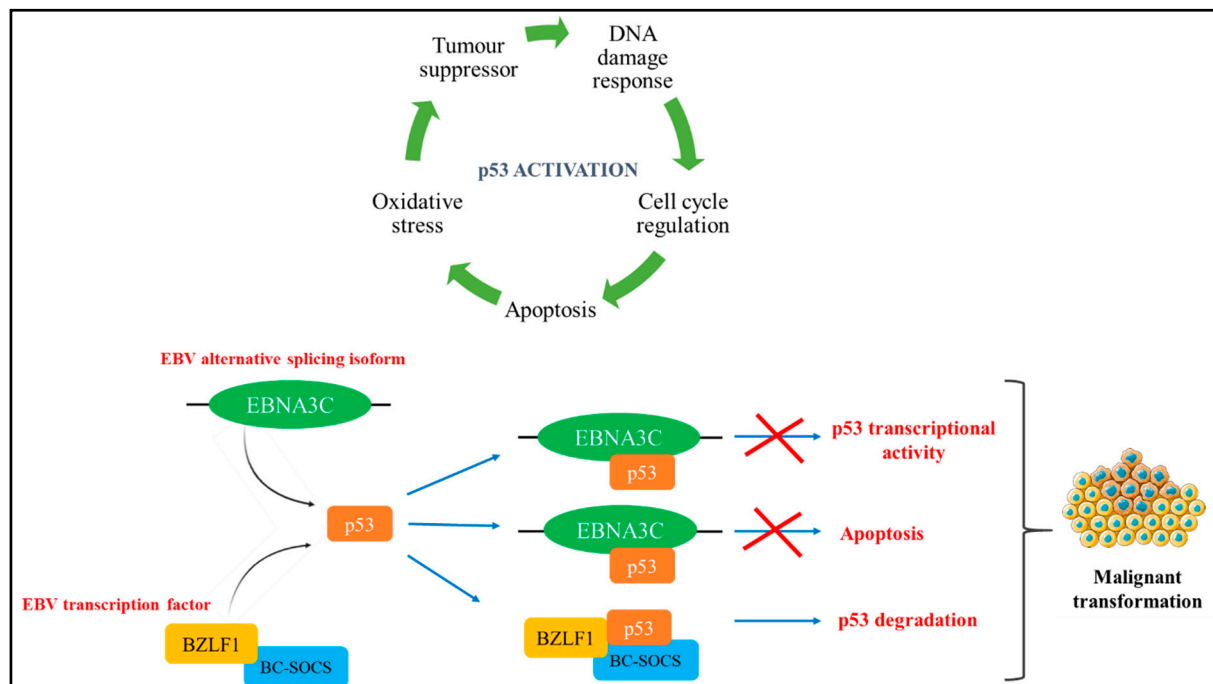 Tumour
suppressor
DNA
damage
response
p53 ACTIVATION
Oxidative
stress
Cell cycle
regulation
Apoptosis
EBV alternative splicing isoform
EBNA3C
EBNA3C
p53
p53 transcriptional
activity
p53
EBNA3C
p53
Apoptosis
Malignant
transformation
EBV transcription factor
BZLF1
BC-SOCS
BZLF1
p53
BC-SOCS
p53 degradation